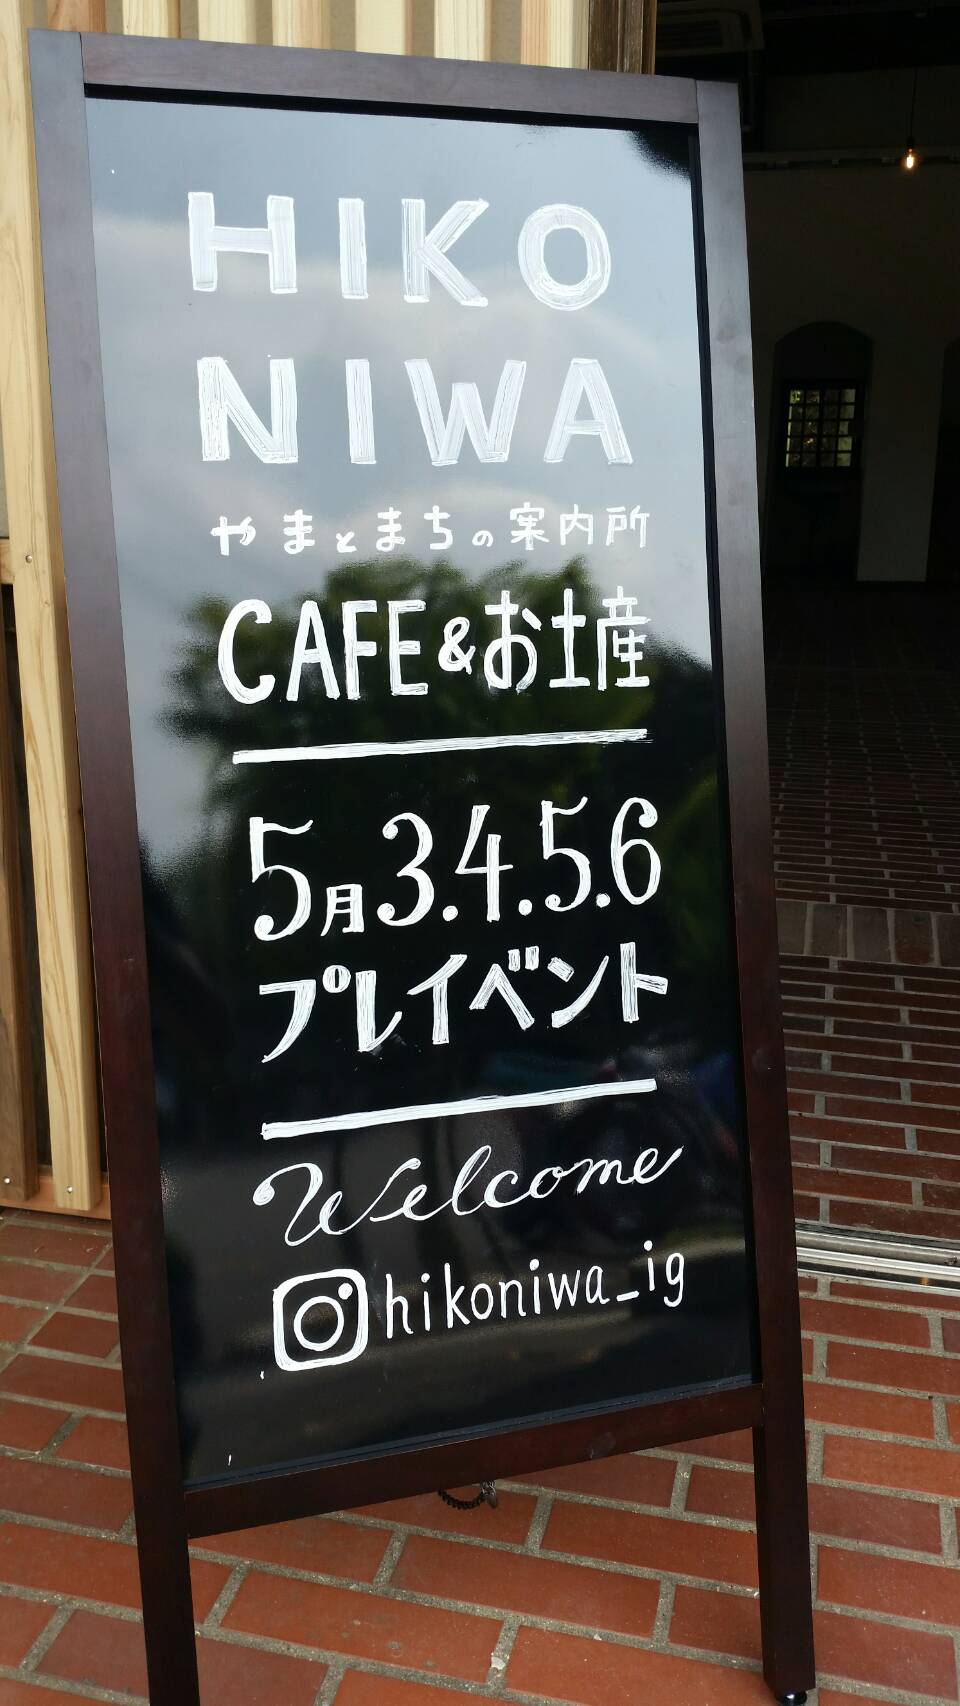 HIKO
NIWA
やまとまちの案内所
CAFE&お土産
5月3.4.5.6
プレイベント
Welcome
hikoniwa_ig